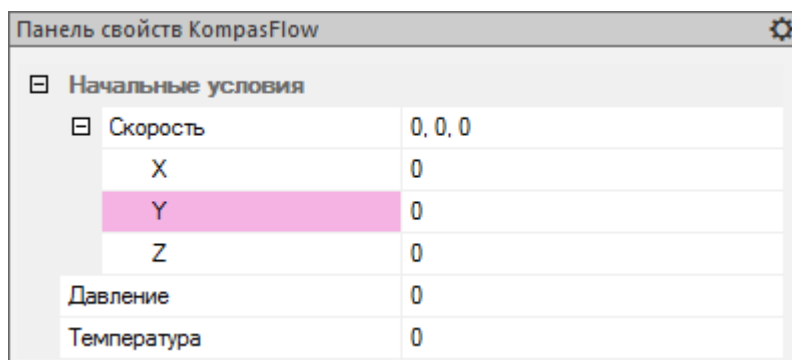 Панель свойств KompasFlow
Начальные условия
Скорость 0, 0, 0
X 0
Y 0
Z 0
Давление 0
Температура 0